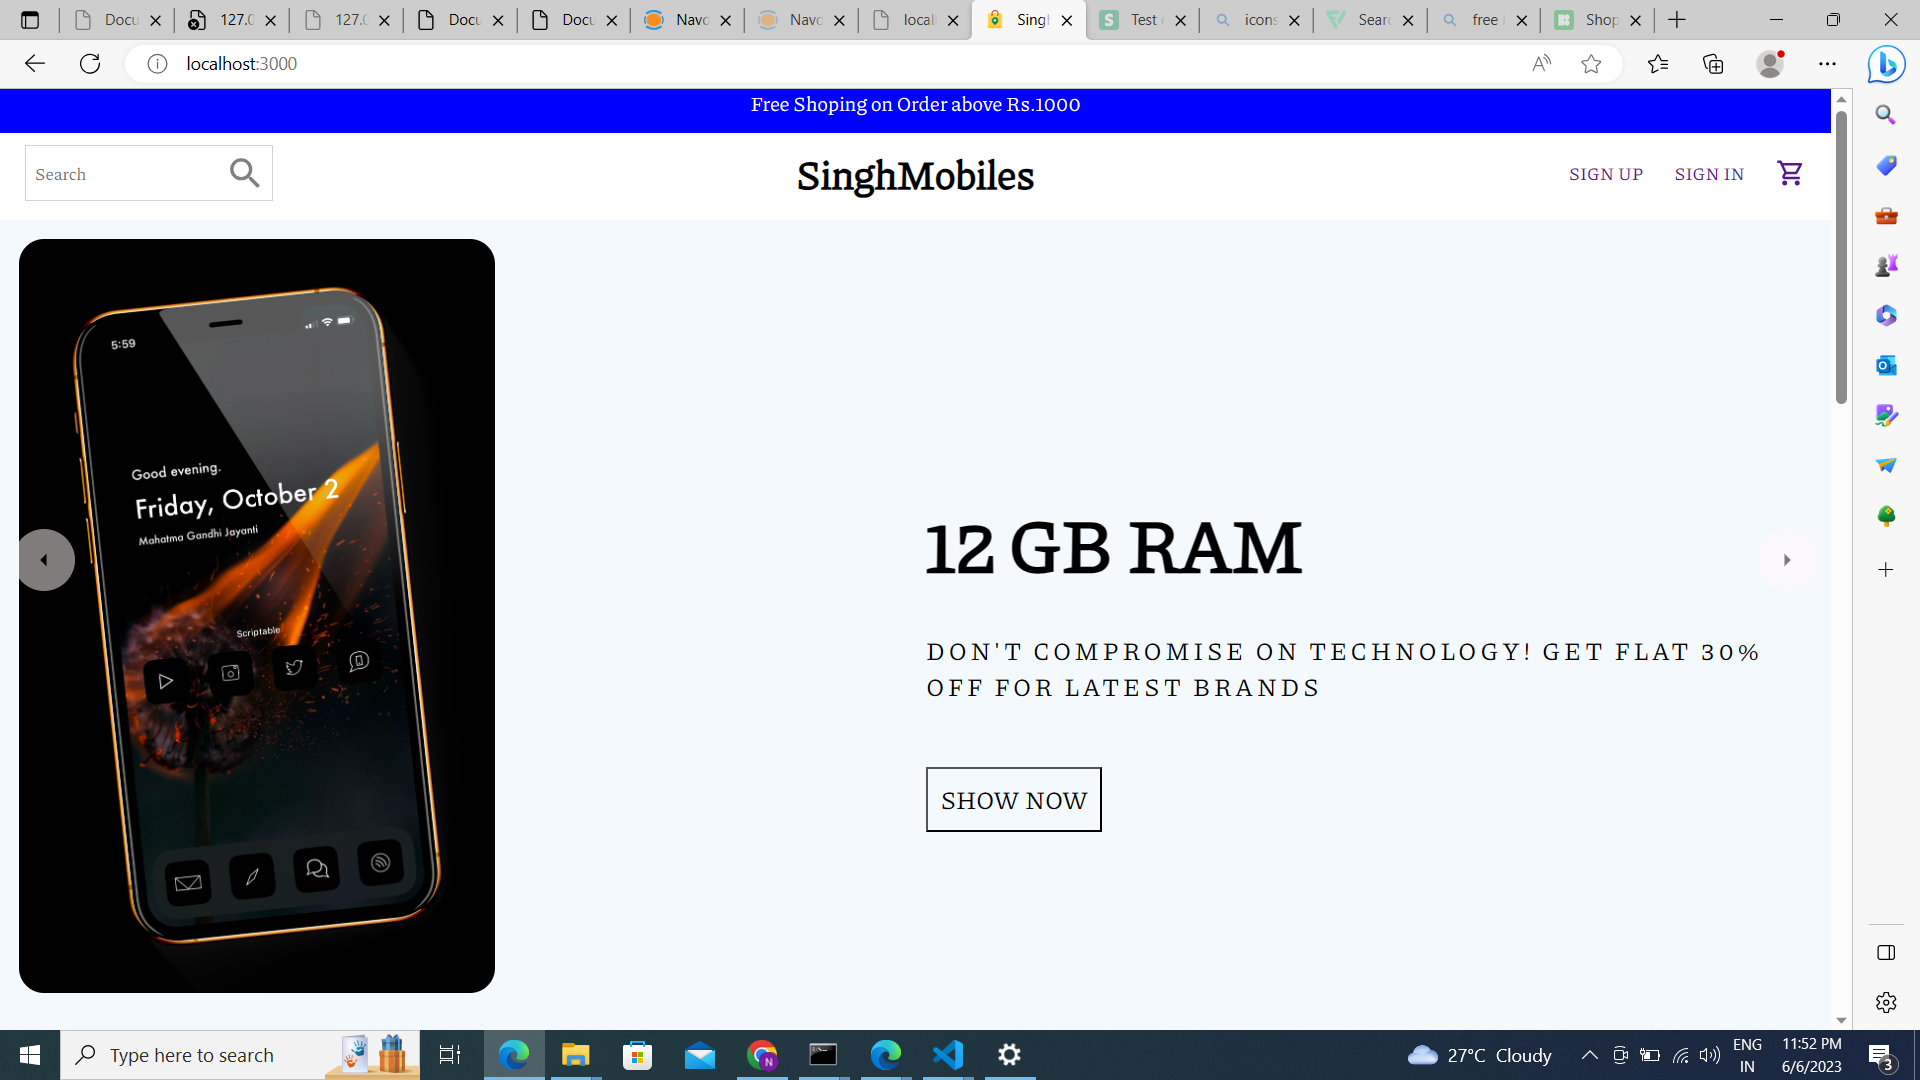 Docu
127.0
127.0
Docu
Docu
Navc
Navc
local
Singh
Test
icons
Searc
free
Shop
localhost:3000
Free Shoping on Order above Rs.1000
Search
SinghMobiles
SIGN UP
SIGN IN
5:59
Good evening.
Friday, October 2
Mahatma Gandhi Jayanti
Scriptable
12 GB RAM
DON'T COMPROMISE ON TECHNOLOGY! GET FLAT 30%
OFF FOR LATEST BRANDS
SHOW NOW
Type here to search
27°C Cloudy
ENG
IN
11:52 PM
6/6/2023
3